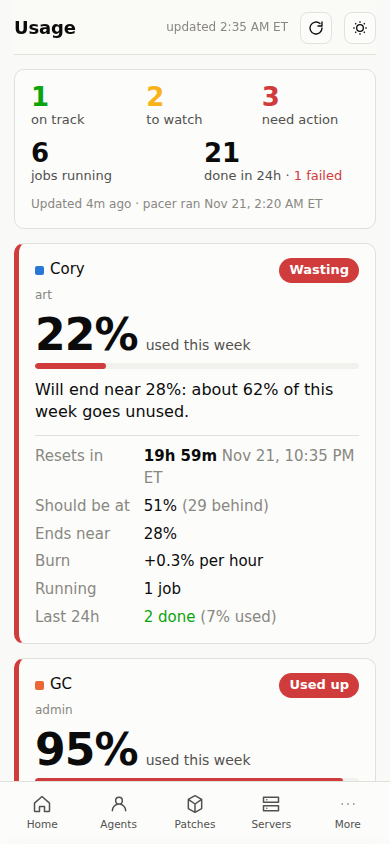 Usage
updated 2:35 AM ET
1 2 3
on track to watch need action
6 21
jobs running done in 24h · 1 failed
Updated 4m ago · pacer ran Nov 21, 2:20 AM ET
Cory Wasting
art
22% used this week
Will end near 28%: about 62% of this
week goes unused.
Resets in 19h 59m Nov 21, 10:35 PM
ET
Should be at 51% (29 behind)
Ends near 28%
Burn +0.3% per hour
Running 1 job
Last 24h 2 done (7% used)
GC Used up
admin
95% used this week
Home Agents Patches Servers More